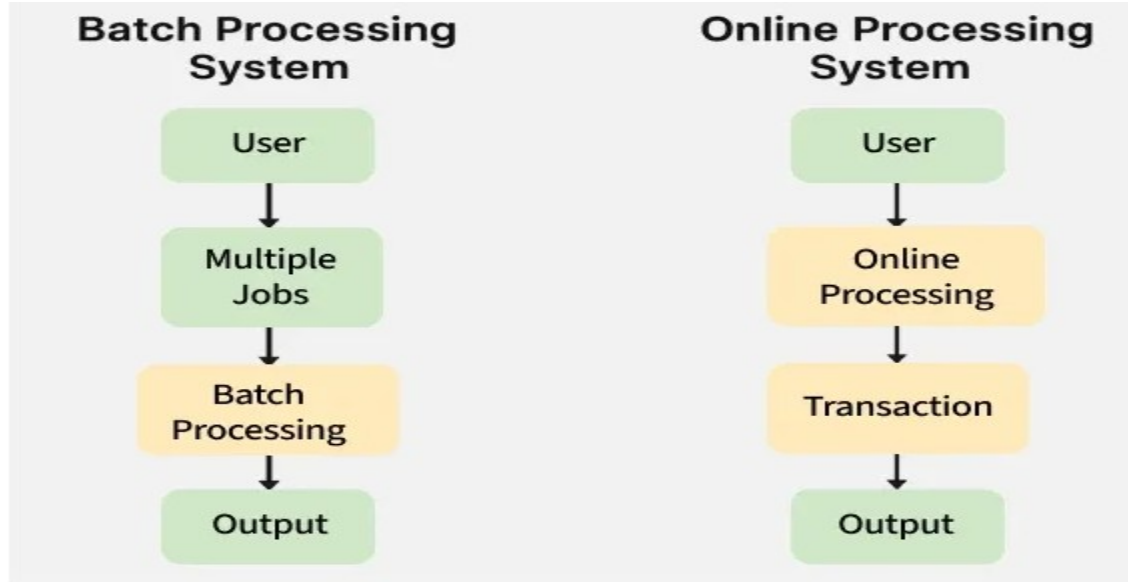 Batch Processing
System
User
Multiple
Jobs
Batch
Processing
Output
Online Processing
System
User
Online
Processing
Transaction
Output